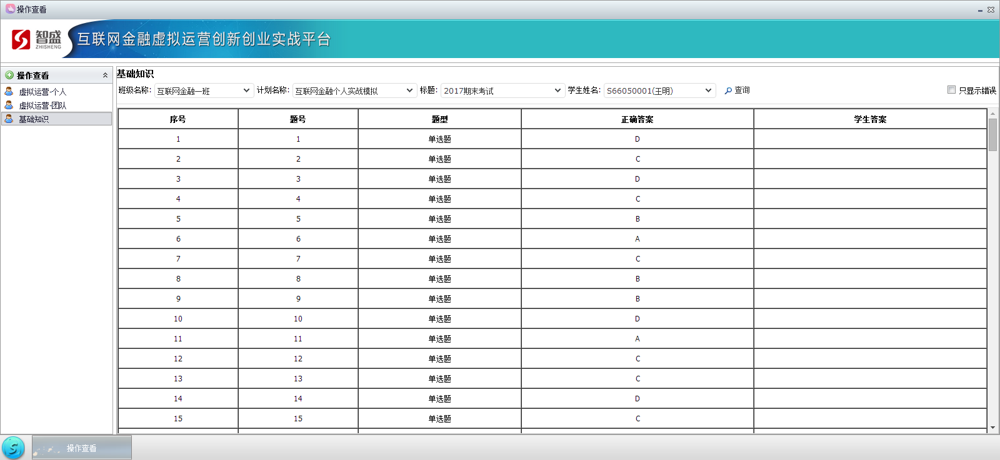 操作查看
智盛 ZHISHENG 互联网金融虚拟运营创新创业实战平台
操作查看
虚拟运营-个人
虚拟运营-团队
基础知识
基础知识
班级名称: 互联网金融一班 计划名称: 互联网金融个人实战模拟 标题: 2017期末考试 学生姓名: S66050001(王明) 查询 只显示错误
序号 题号 题型 正确答案 学生答案
1 1 单选题 D
2 2 单选题 C
3 3 单选题 D
4 4 单选题 C
5 5 单选题 B
6 6 单选题 A
7 7 单选题 C
8 8 单选题 B
9 9 单选题 B
10 10 单选题 D
11 11 单选题 A
12 12 单选题 C
13 13 单选题 C
14 14 单选题 D
15 15 单选题 C
操作查看